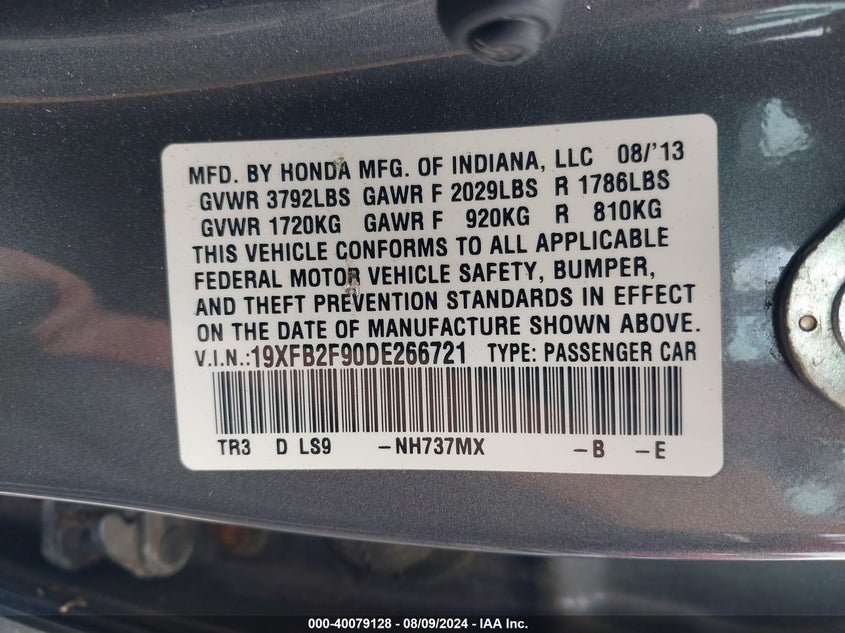 MFD. BY HONDA MFG. OF INDIANA, LLC 08/'13
GVWR 3792LBS GAWR F 2029LBS R 1786LBS
GVWR 1720KG GAWR F 920KG R 810KG
THIS VEHICLE CONFORMS TO ALL APPLICABLE
FEDERAL MOTOR VEHICLE SAFETY, BUMPER,
AND THEFT PREVENTION STANDARDS IN EFFECT
ON THE DATE OF MANUFACTURE SHOWN ABOVE.
V.I.N.:19XFB2F90DE266721 TYPE: PASSENGER CAR
TR3 D LS9 -NH737MX -B -E
000-40079128 - 08/09/2024 - IAA Inc.